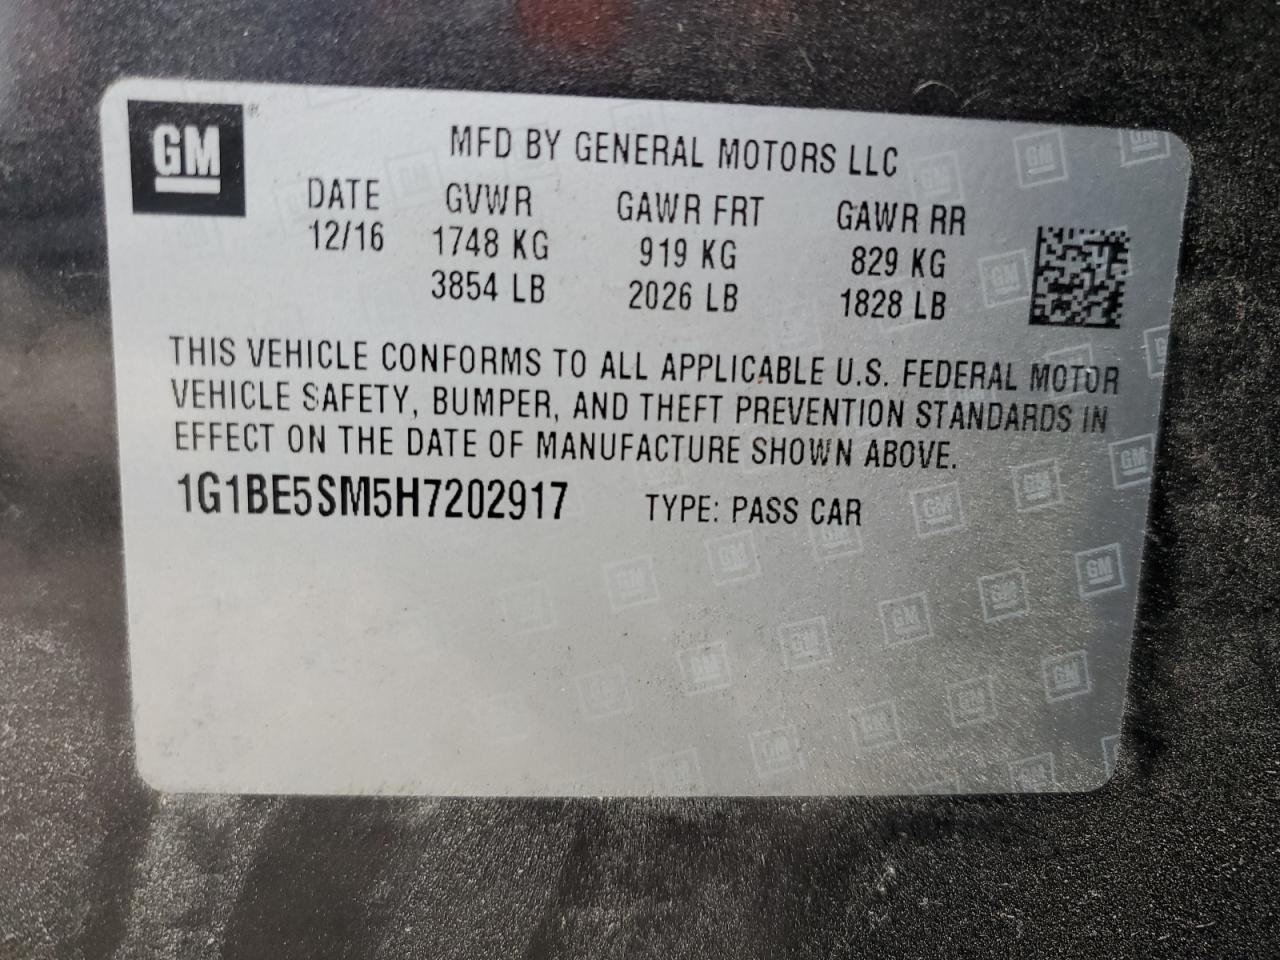 GM®
MFD BY GENERAL MOTORS LLC
DATE GVWR GAWR FRT GAWR RR
12/16 1748 KG 919 KG 829 KG
3854 LB 2026 LB 1828 LB
THIS VEHICLE CONFORMS TO ALL APPLICABLE U.S. FEDERAL MOTOR
VEHICLE SAFETY, BUMPER, AND THEFT PREVENTION STANDARDS IN
EFFECT ON THE DATE OF MANUFACTURE SHOWN ABOVE.
1G1BE5SM5H7202917 TYPE: PASS CAR